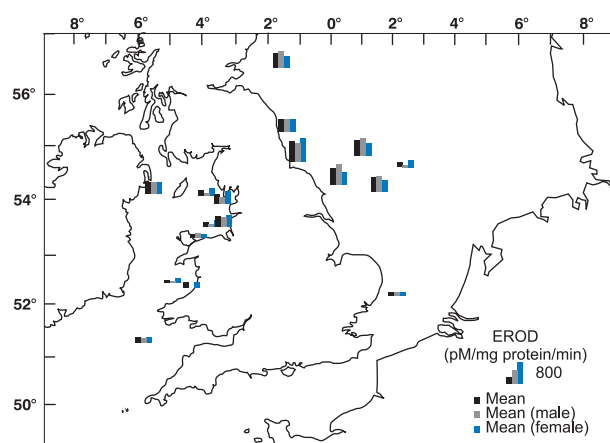 8° 6 4 2 0° 2° 4° 6° 8°
56°
54°
52°
50°
EROD
(pM/mg protein/min)
800
Mean
Mean (male)
Mean (female)